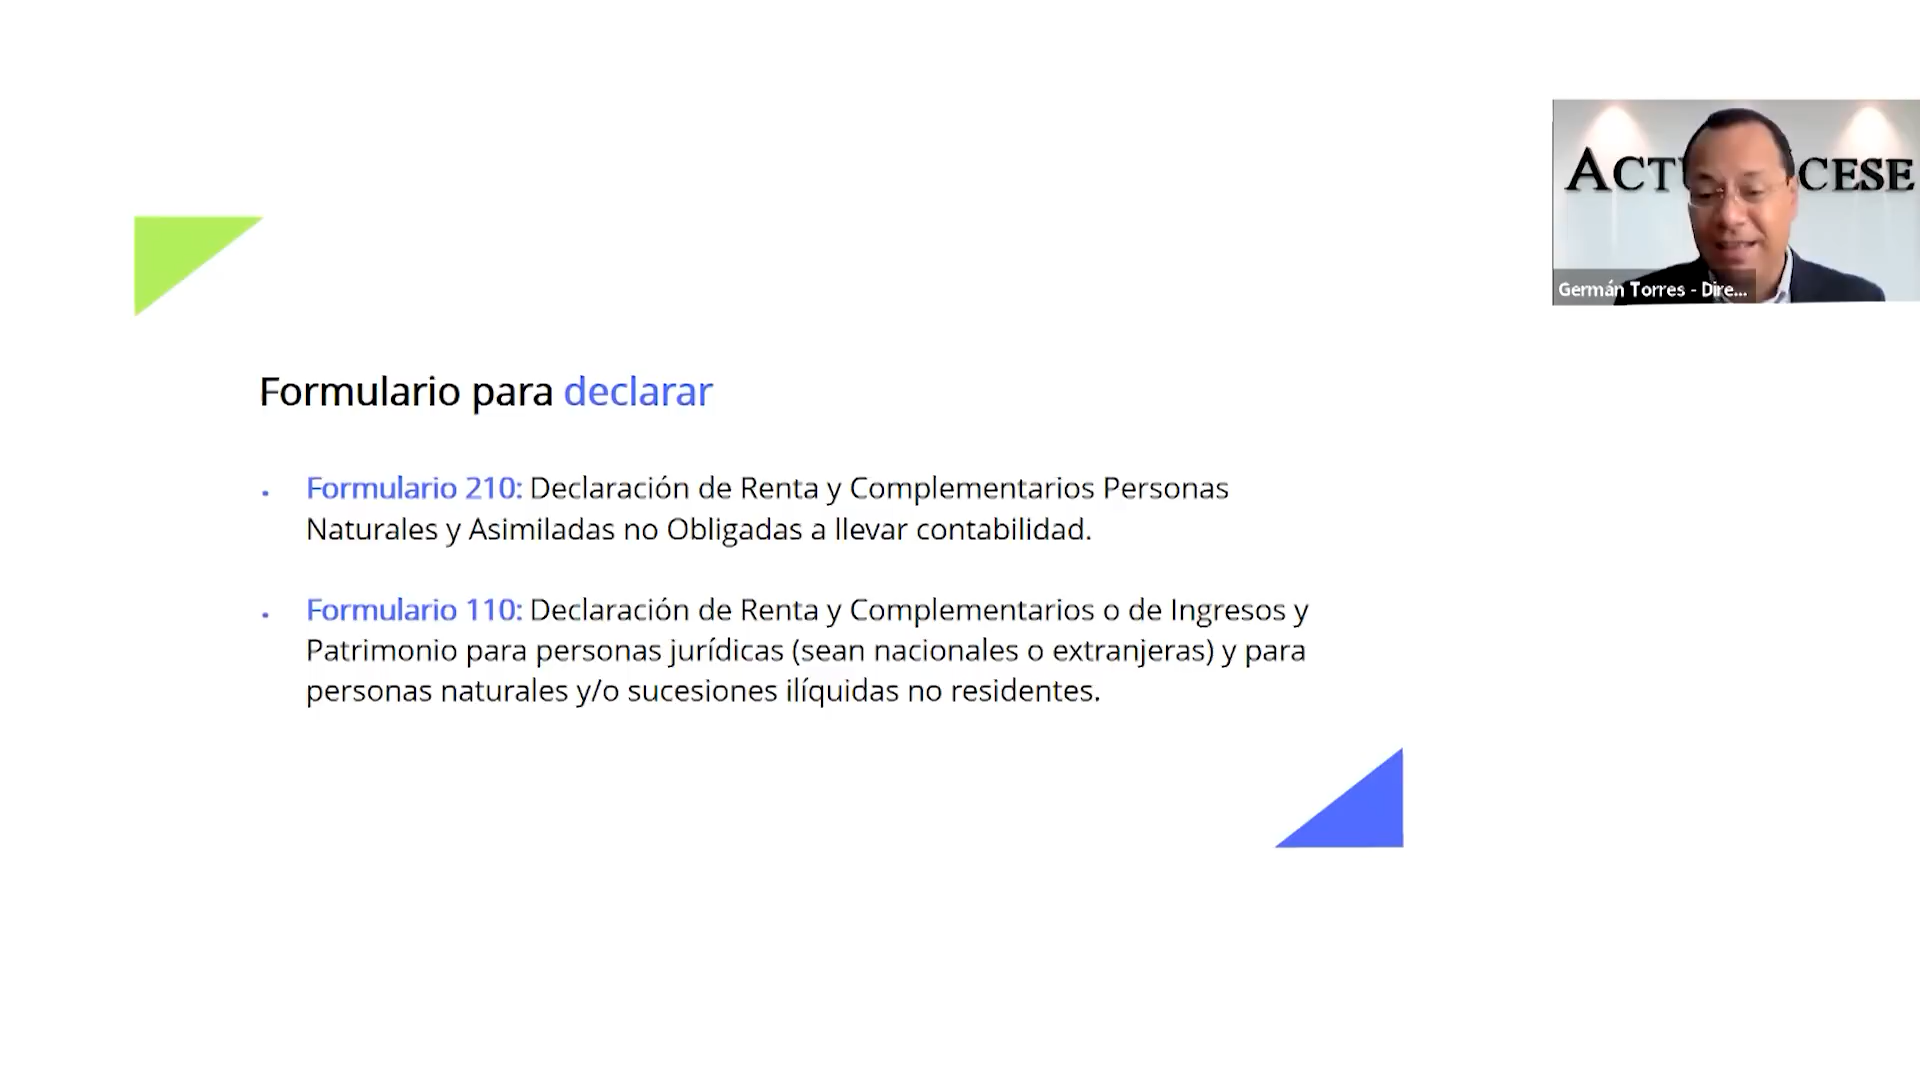 ACT CESE
Germán Torres - Dire...
Formulario para declarar
. Formulario 210: Declaración de Renta y Complementarios Personas
Naturales y Asimiladas no Obligadas a llevar contabilidad.
. Formulario 110: Declaración de Renta y Complementarios o de Ingresos y
Patrimonio para personas jurídicas (sean nacionales o extranjeras) y para
personas naturales y/o sucesiones ilíquidas no residentes.